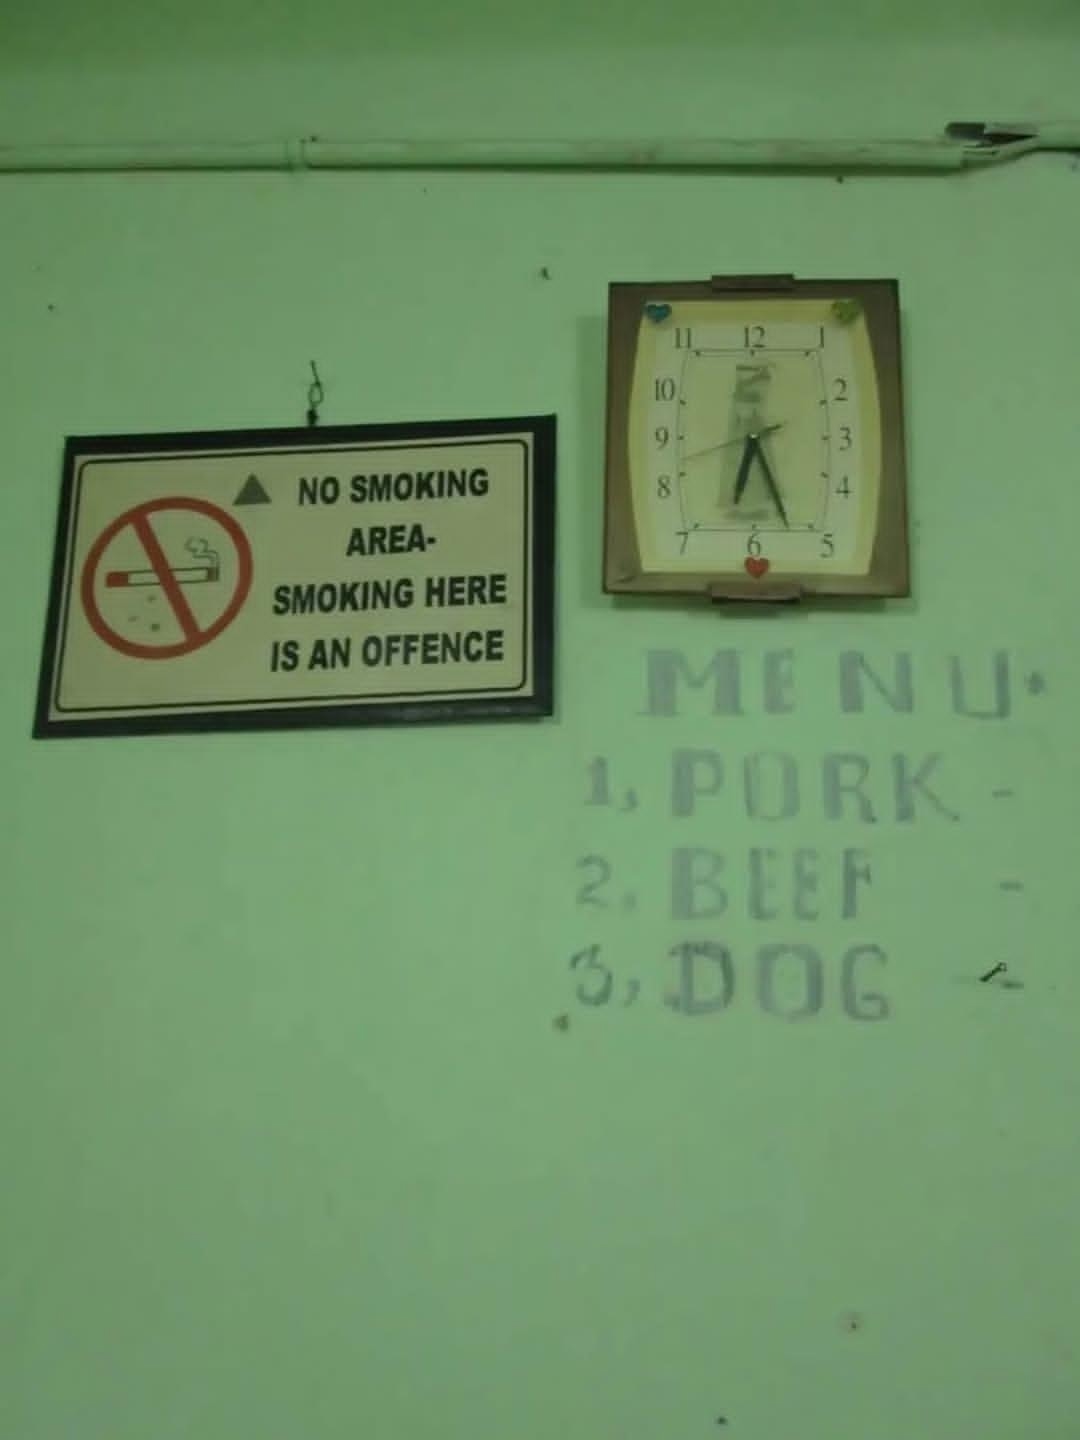 NO SMOKING
AREA-
SMOKING HERE
IS AN OFFENCE
11 12 1
10 2
9 3
8 4
7 6 5
MENU.
1, PORK -
2. BEEF -
3, DOG -